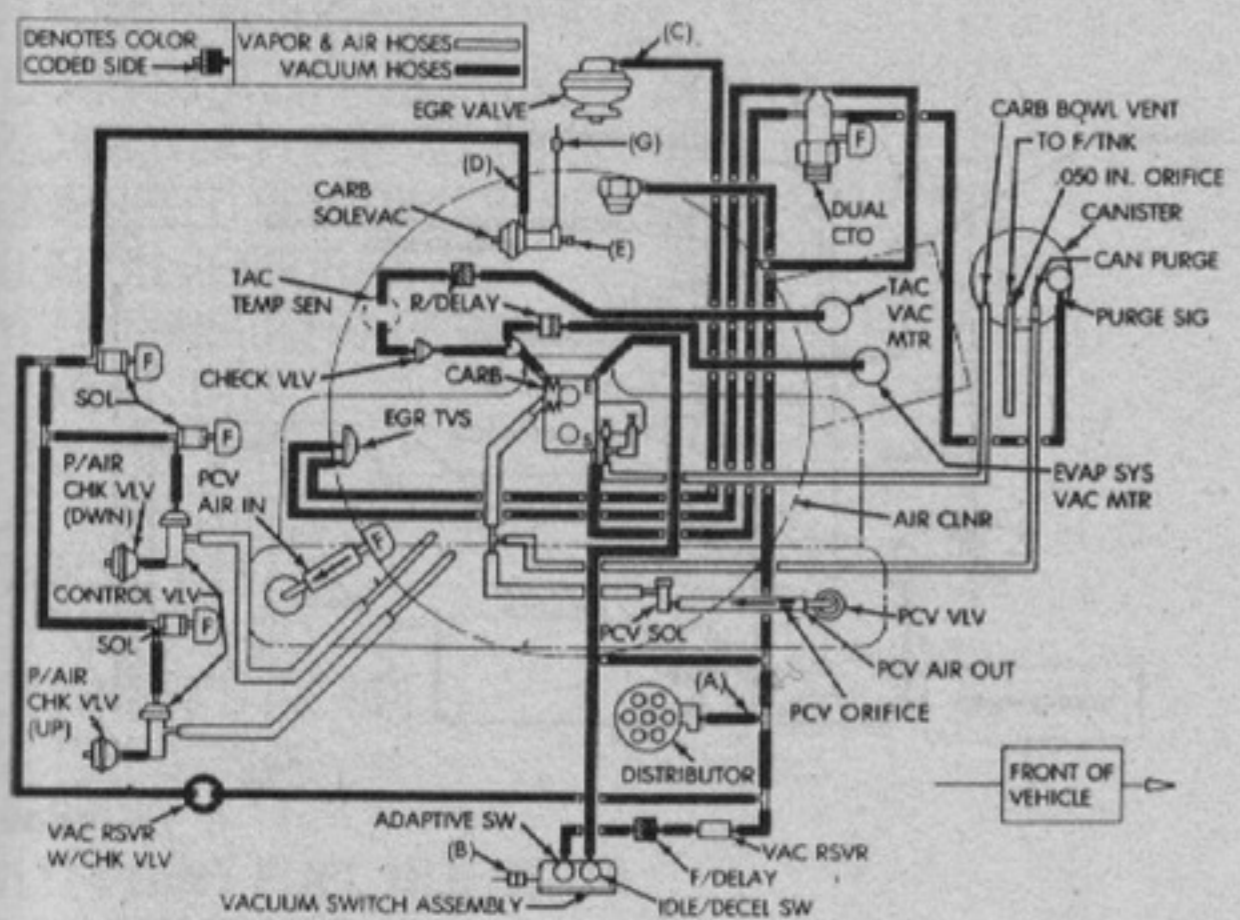 DENOTES COLOR
CODED SIDE
VAPOR & AIR HOSES
VACUUM HOSES
(C)
EGR VALVE
(G)
(D)
CARB
SOLEVAC
(E)
F
DUAL
CTO
CARB BOWL VENT
TO F/TNK
.050 IN. ORIFICE
CANISTER
CAN PURGE
PURGE SIG
TAC
TEMP SEN
R/DELAY
TAC
VAC
MTR
CHECK VLV
CARB
M
M
F
S
F
SOL
F
EGR TVS
EVAP SYS
VAC MTR
P/AIR
CHK VLV
(DWN)
PCV
AIR IN
F
AIR CLNR
CONTROL VLV
SOL
F
PCV SOL
PCV VLV
PCV AIR OUT
PCV ORIFICE
P/AIR
CHK VLV
(UP)
(A)
DISTRIBUTOR
FRONT OF
VEHICLE
VAC RSVR
W/CHK VLV
ADAPTIVE SW
(B)
VAC RSVR
F/DELAY
VACUUM SWITCH ASSEMBLY
IDLE/DECEL SW